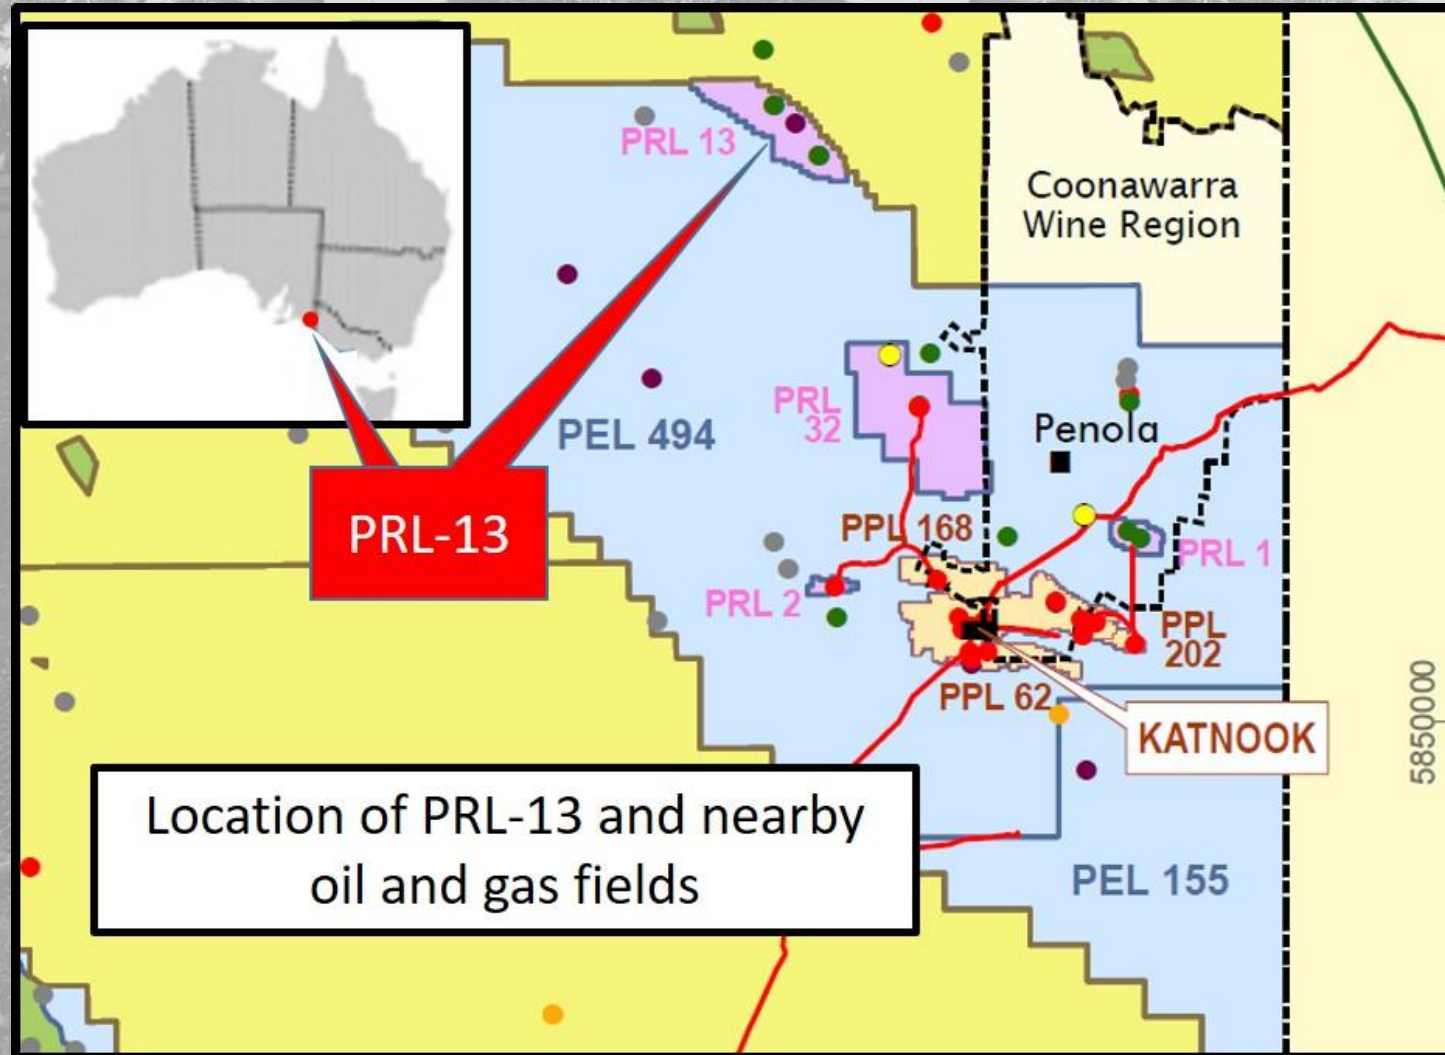 PRL 13
Coonawarra
Wine Region
PRL
32
Penola
PEL 494
PRL-13
PPL 168
PRL 1
PRL 2
PPL
202
PPL 62
KATNOOK
5850000
Location of PRL-13 and nearby
oil and gas fields
PEL 155